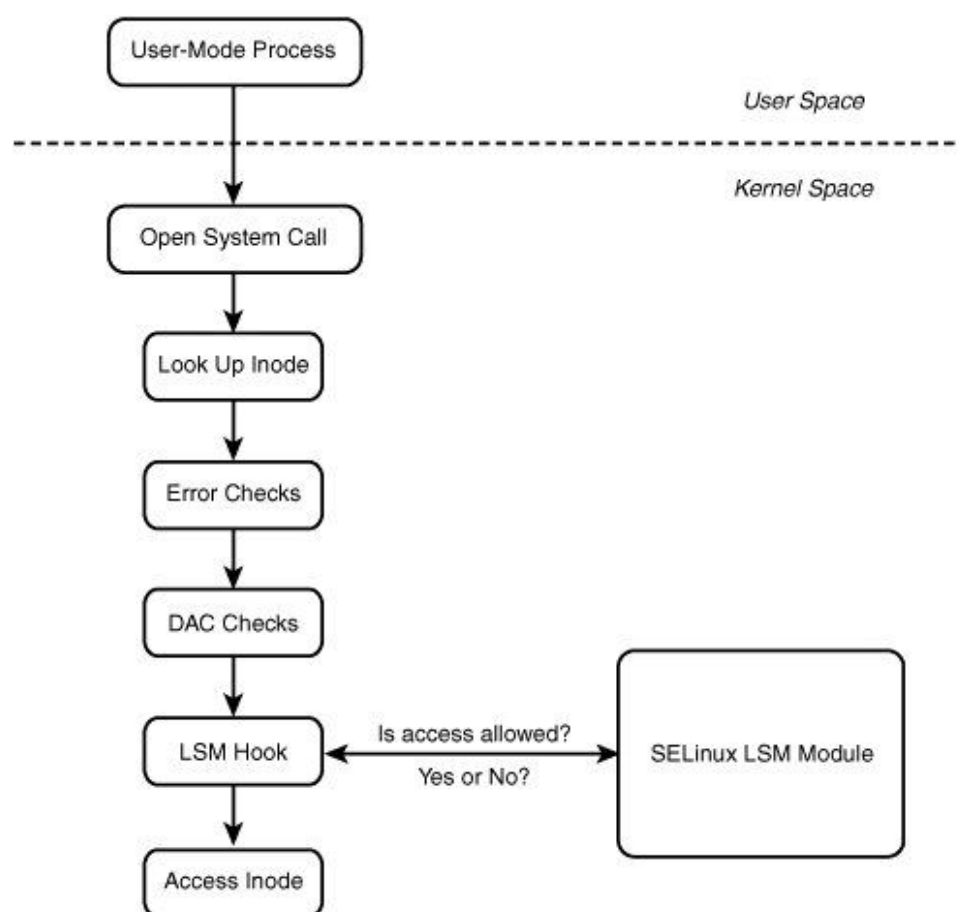 User-Mode Process
User Space
Kernel Space
Open System Call
Look Up Inode
Error Checks
DAC Checks
LSM Hook
Is access allowed?
Yes or No?
SELinux LSM Module
Access Inode